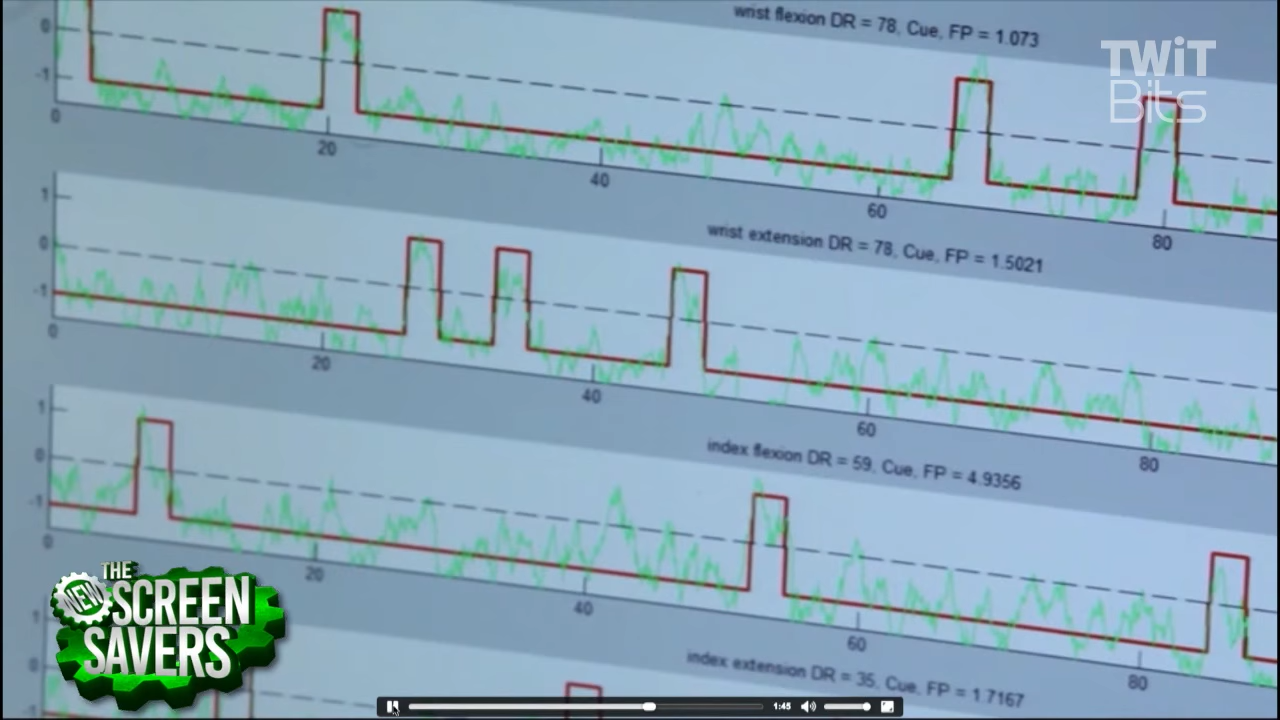 wrist flexion DR = 78, Cue, FP = 1.073
TWiT
Bits
0
-1
0
20
40
60
80
wrist extension DR = 78, Cue, FP = 1.5021
1
0
-1
0
20
40
60
80
index flexion DR = 59, Cue, FP = 4.9356
1
0
-1
0
20
40
60
80
index extension DR = 35, Cue, FP = 1.7167
1
0
-1
THE
NEW
SCREEN
SAVERS
1:45